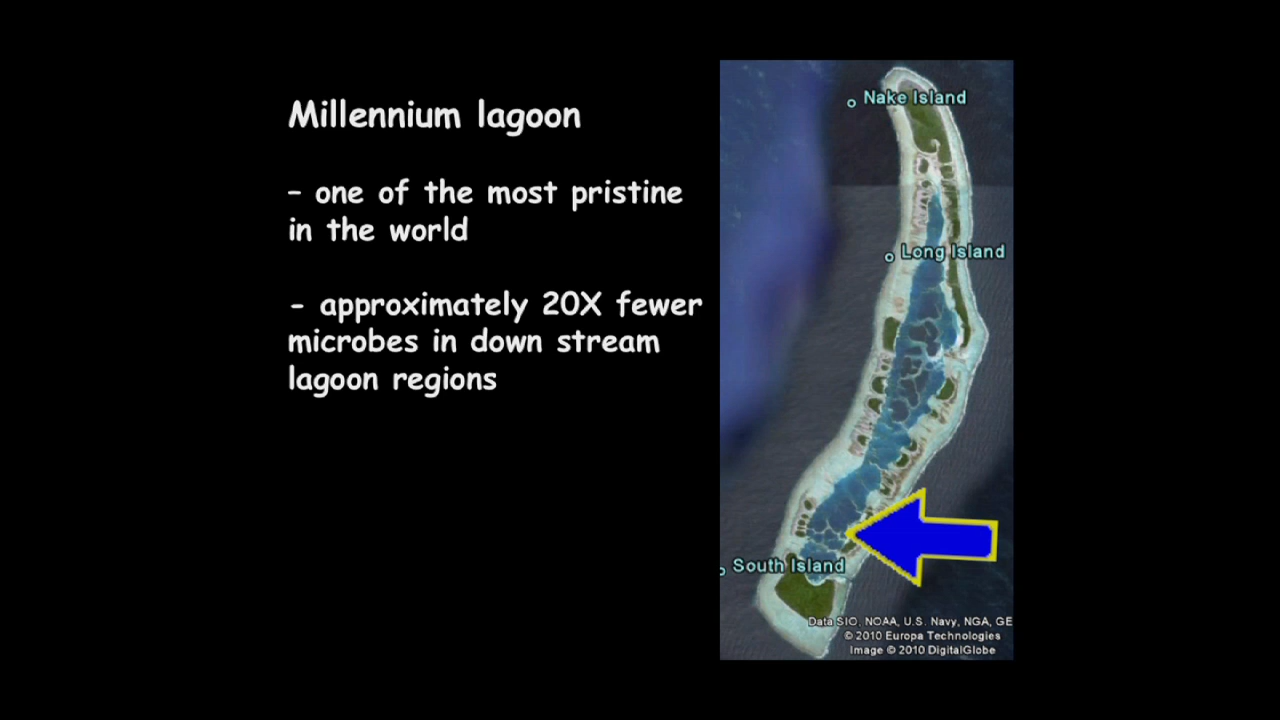 Millennium lagoon
– one of the most pristine
in the world
- approximately 20X fewer
microbes in down stream
lagoon regions
Nake Island
Long Island
South Island
Data SIO, NOAA, U.S. Navy, NGA, GE
© 2010 Europa Technologies
Image © 2010 DigitalGlobe